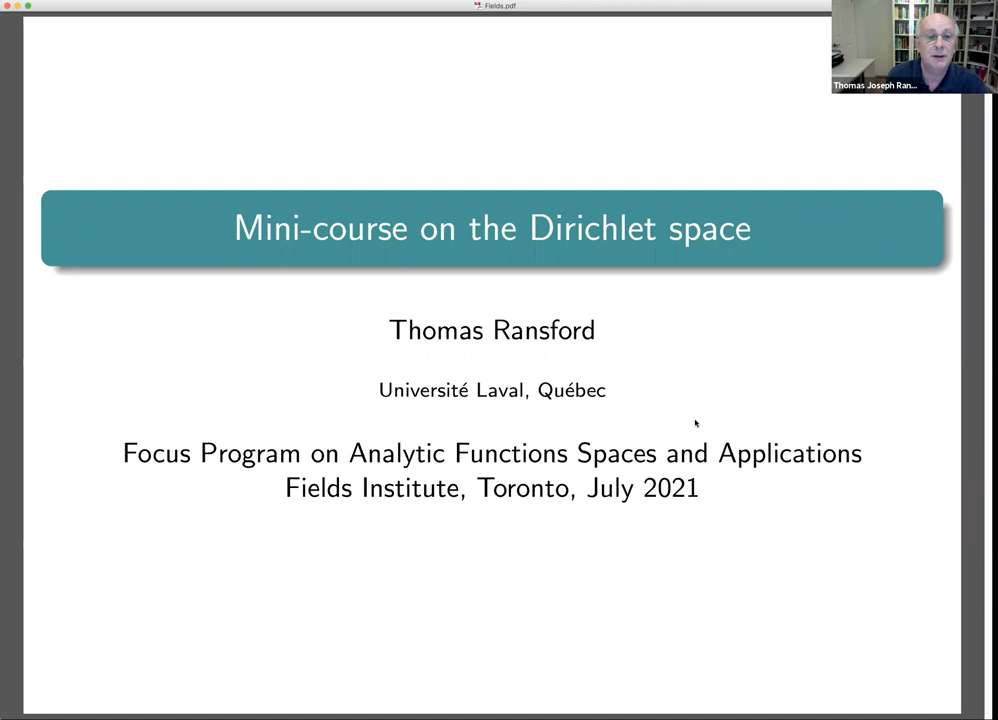 Fields.pdf
Thomas Joseph Ran...
Mini-course on the Dirichlet space
Thomas Ransford
Université Laval, Québec
Focus Program on Analytic Functions Spaces and Applications
Fields Institute, Toronto, July 2021